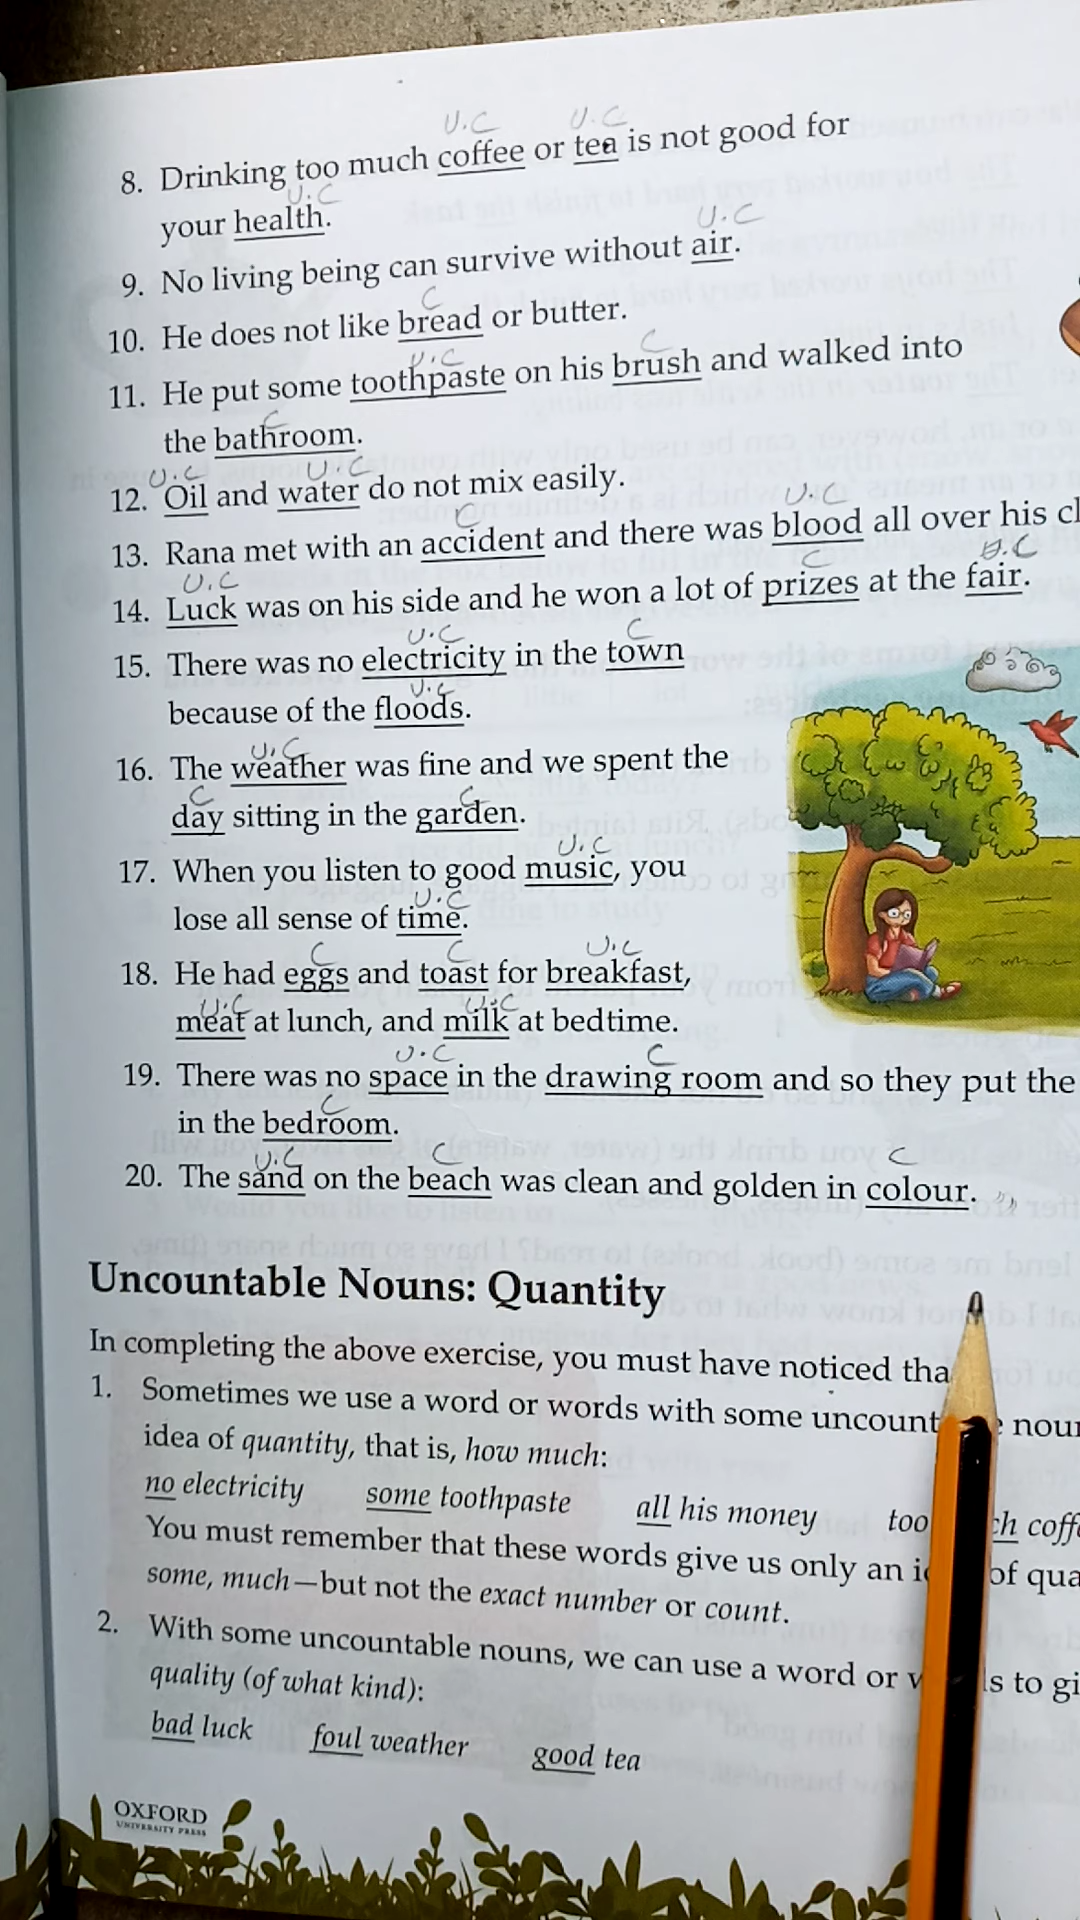 U.C U.C
8. Drinking too much coffee or tea is not good for
U.C
your health.
U.C
9. No living being can survive without air.
C
10. He does not like bread or butter.
U.C C
11. He put some toothpaste on his brush and walked into
C
the bathroom.
U.C U.C
12. Oil and water do not mix easily.
C U.C
13. Rana met with an accident and there was blood all over his cl
U.C C U.C
14. Luck was on his side and he won a lot of prizes at the fair.
U.C C
15. There was no electricity in the town
U.C
because of the floods.
U.C
16. The weather was fine and we spent the
C C
day sitting in the garden.
U.C
17. When you listen to good music, you
U.C
lose all sense of time.
C C U.C
18. He had eggs and toast for breakfast,
U.C U.C
meat at lunch, and milk at bedtime.
U.C C
19. There was no space in the drawing room and so they put the
C
in the bedroom.
U.C C C
20. The sand on the beach was clean and golden in colour.
Uncountable Nouns: Quantity
In completing the above exercise, you must have noticed tha
1. Sometimes we use a word or words with some uncount nour
idea of quantity, that is, how much:
no electricity some toothpaste all his money too ch coffe
You must remember that these words give us only an i of qua
some, much—but not the exact number or count.
2. With some uncountable nouns, we can use a word or w s to gi
quality (of what kind):
bad luck foul weather good tea
OXFORD
UNIVERSITY PRESS